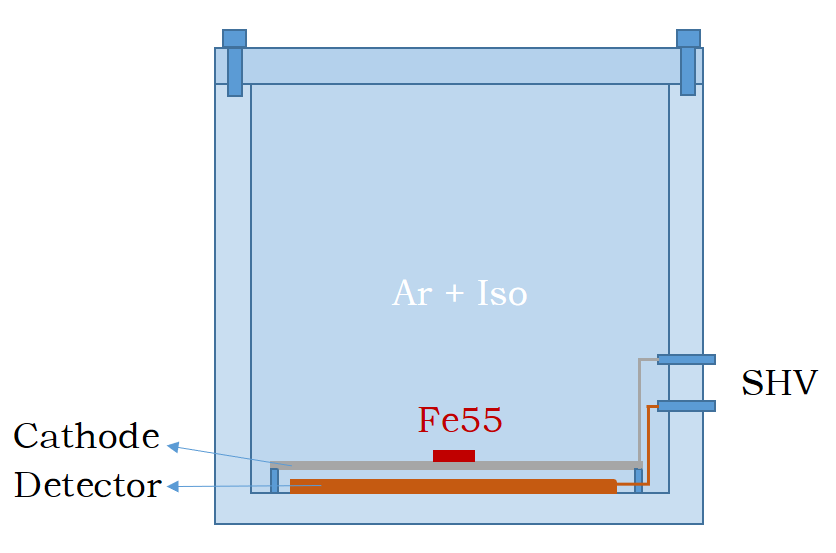 Ar + Iso
SHV
Fe55
Cathode
Detector